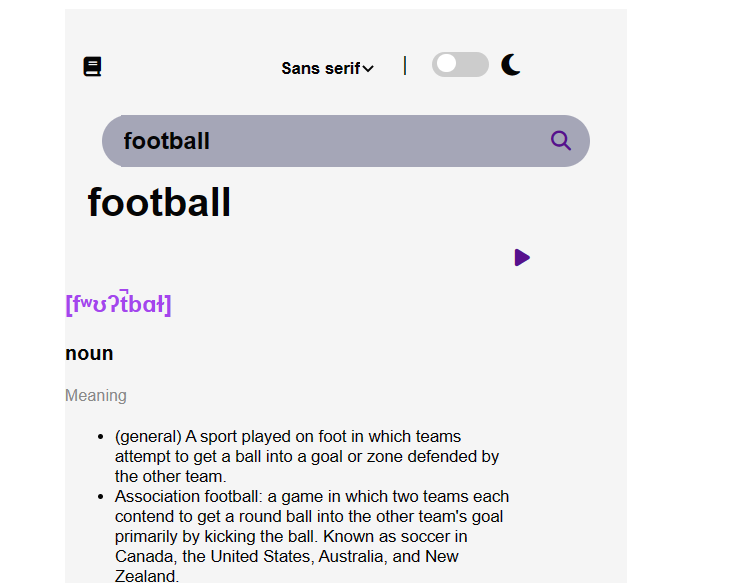 Sans serif
football
football
[fʷʊʔt̚bɑɫ]
noun
Meaning
(general) A sport played on foot in which teams
attempt to get a ball into a goal or zone defended by
the other team.
Association football: a game in which two teams each
contend to get a round ball into the other team's goal
primarily by kicking the ball. Known as soccer in
Canada, the United States, Australia, and New
Zealand.